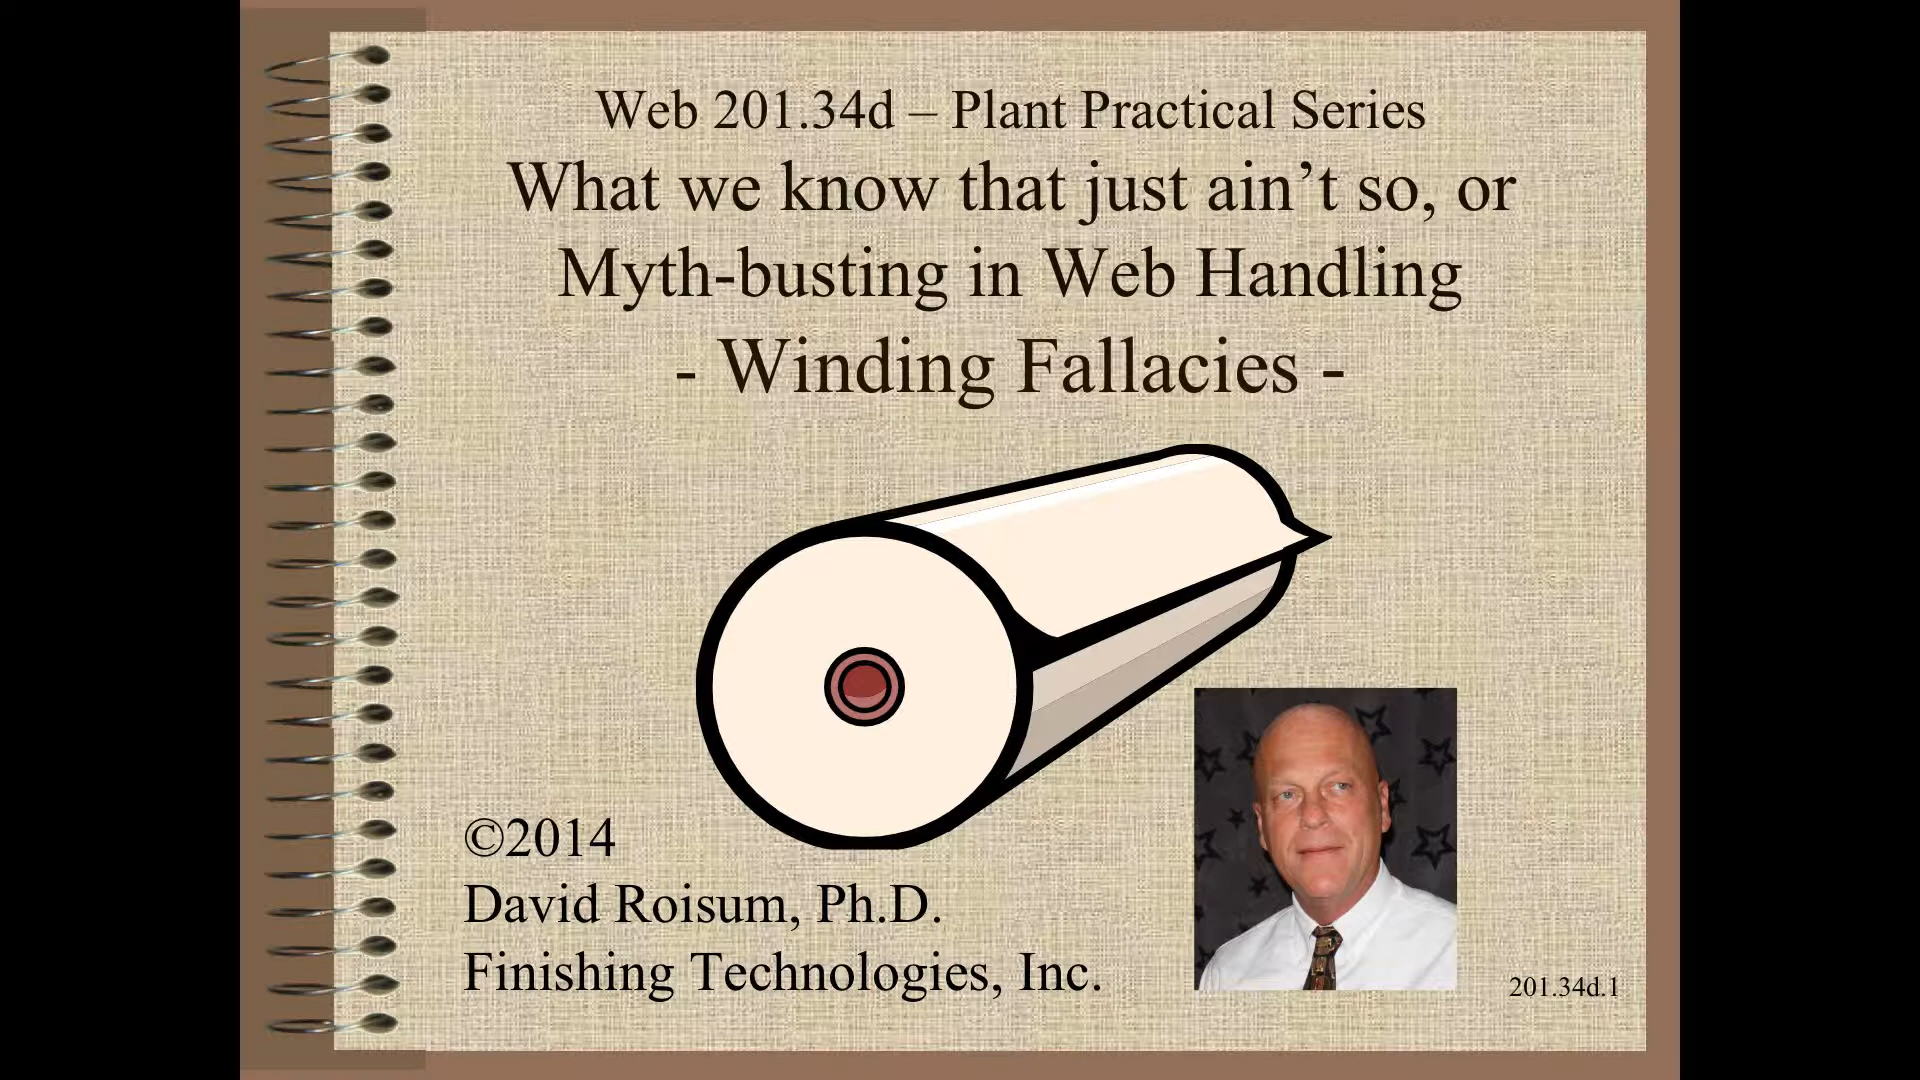 Web 201.34d – Plant Practical Series
What we know that just ain’t so, or
Myth-busting in Web Handling
- Winding Fallacies -
©2014
David Roisum, Ph.D.
Finishing Technologies, Inc.
201.34d.1